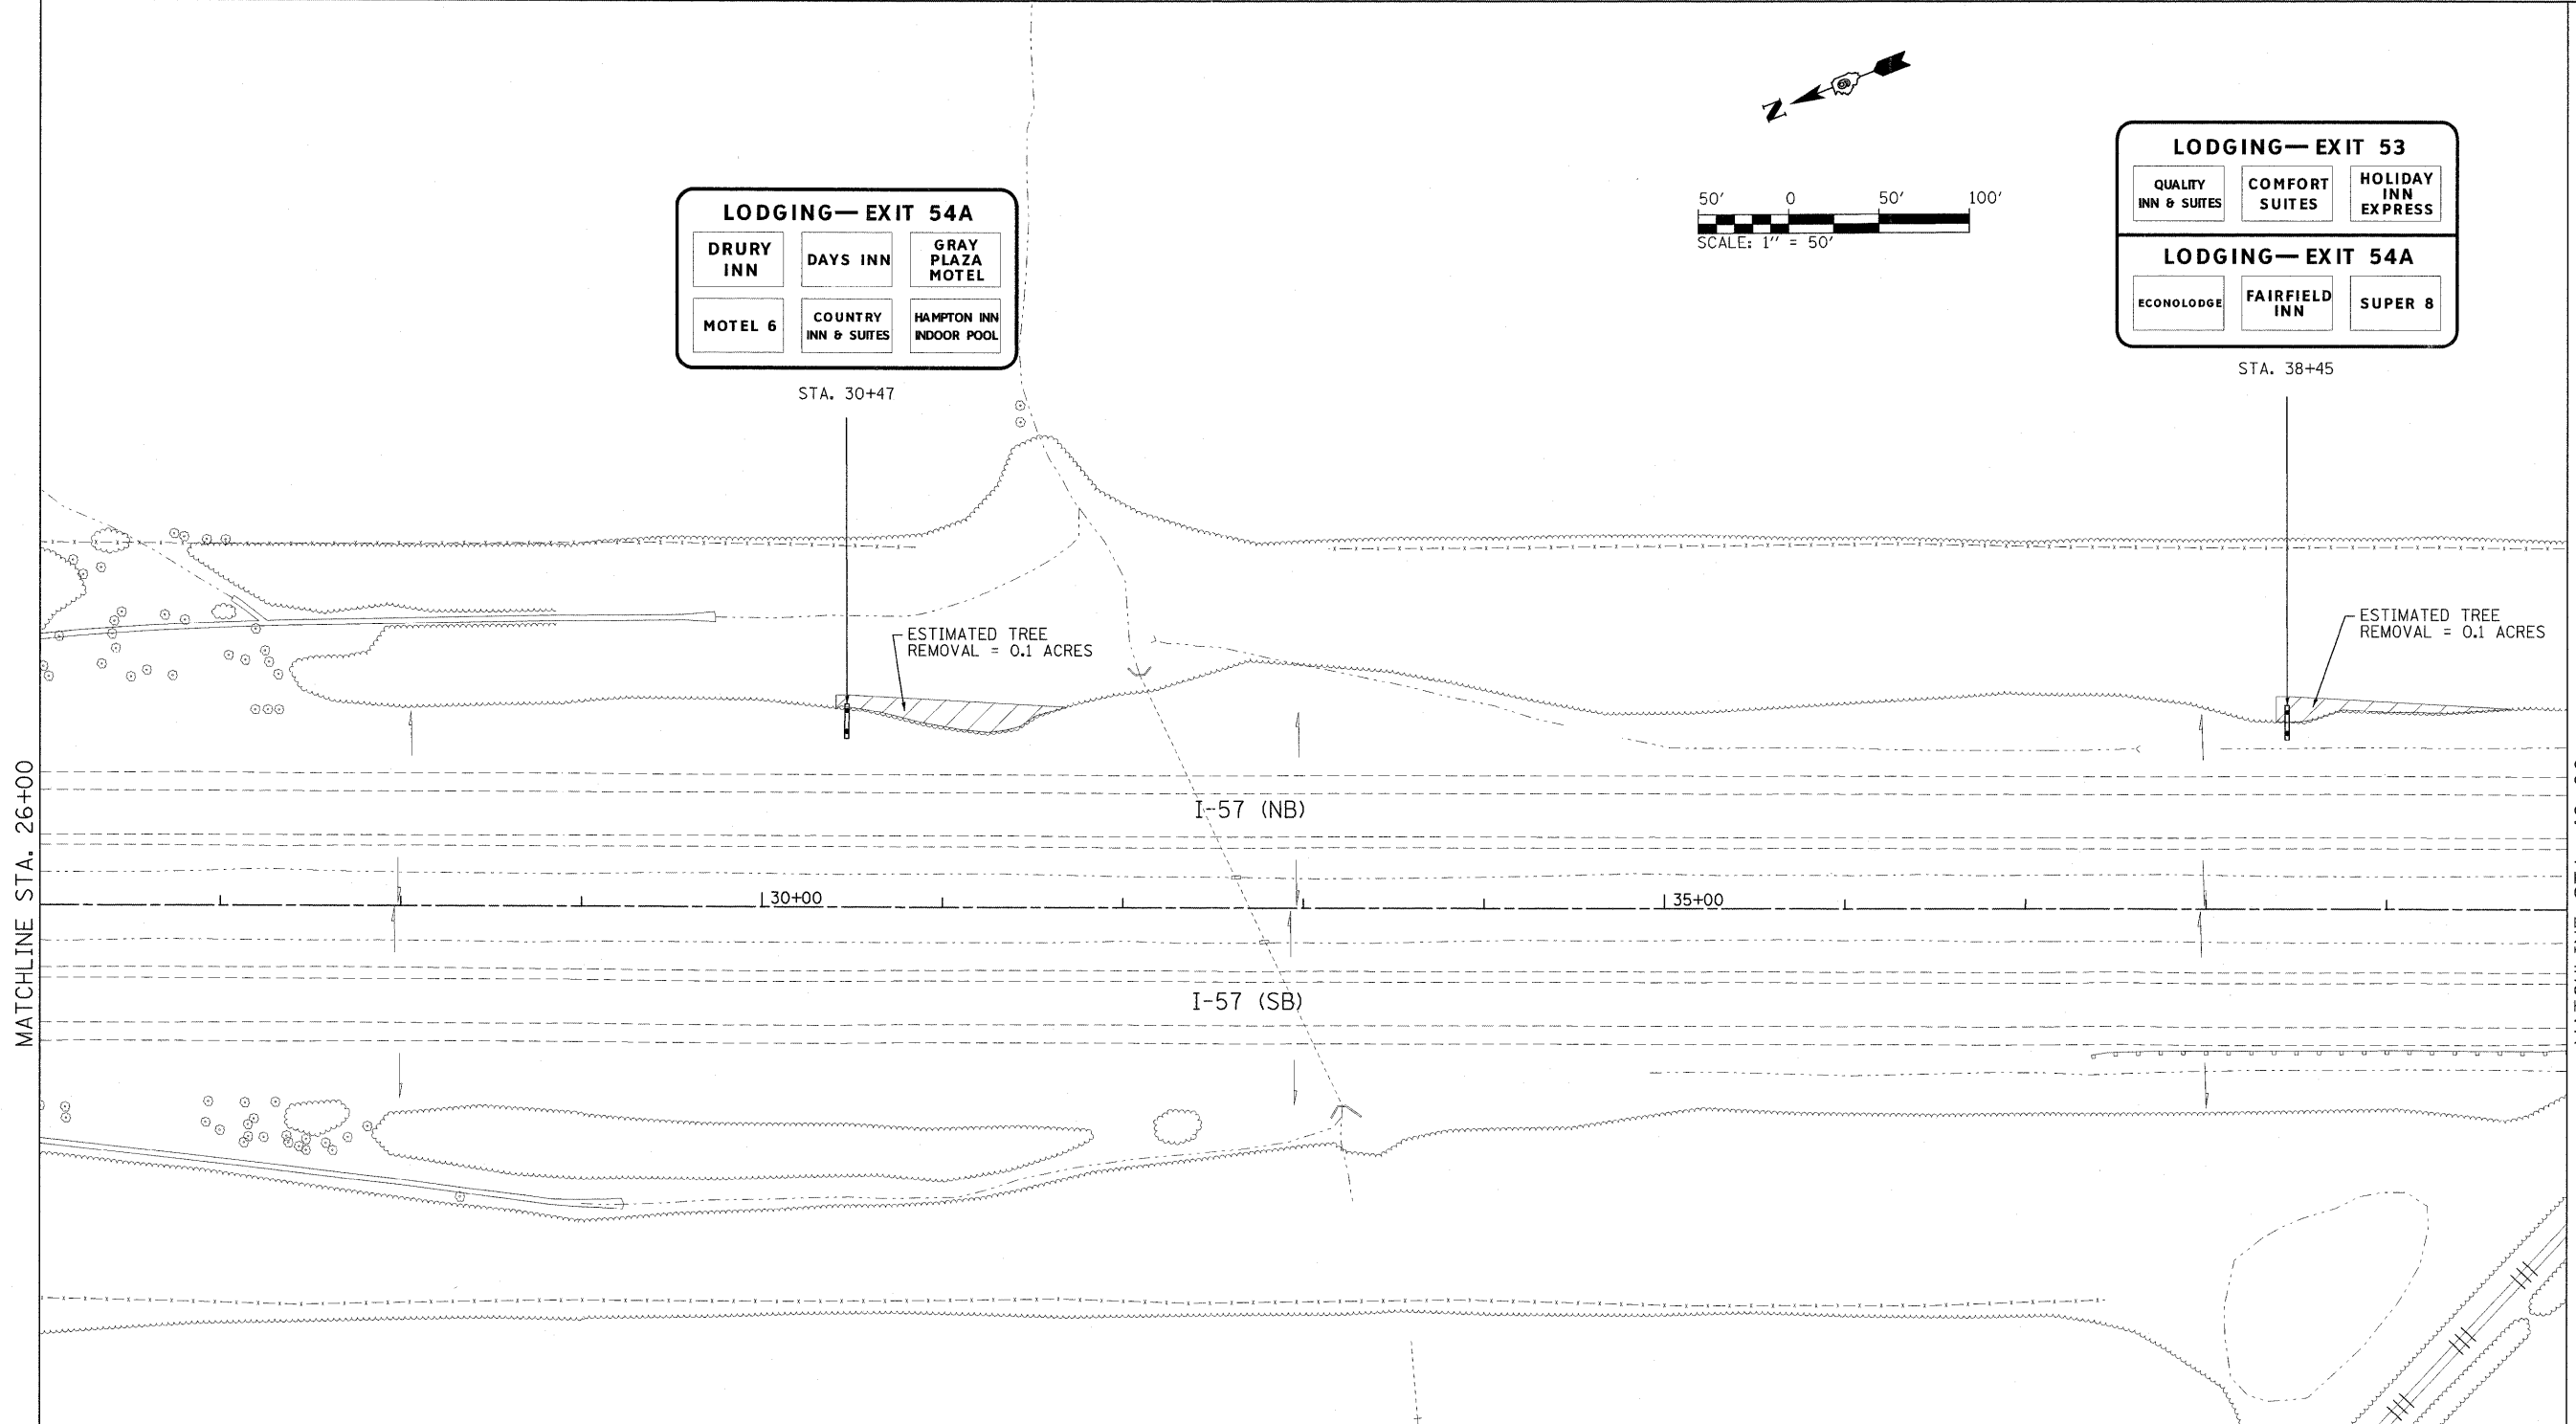 N
50' 0 50' 100'
SCALE: 1" = 50'
LODGING—EXIT 54A
DRURY
INN
DAYS INN
GRAY
PLAZA
MOTEL
MOTEL 6
COUNTRY
INN & SUITES
HAMPTON INN
INDOOR POOL
STA. 30+47
LODGING—EXIT 53
QUALITY
INN & SUITES
COMFORT
SUITES
HOLIDAY
INN
EXPRESS
LODGING—EXIT 54A
ECONOLODGE
FAIRFIELD
INN
SUPER 8
STA. 38+45
ESTIMATED TREE
REMOVAL = 0.1 ACRES
ESTIMATED TREE
REMOVAL = 0.1 ACRES
MATCHLINE STA. 26+00
I-57 (NB)
30+00
35+00
I-57 (SB)